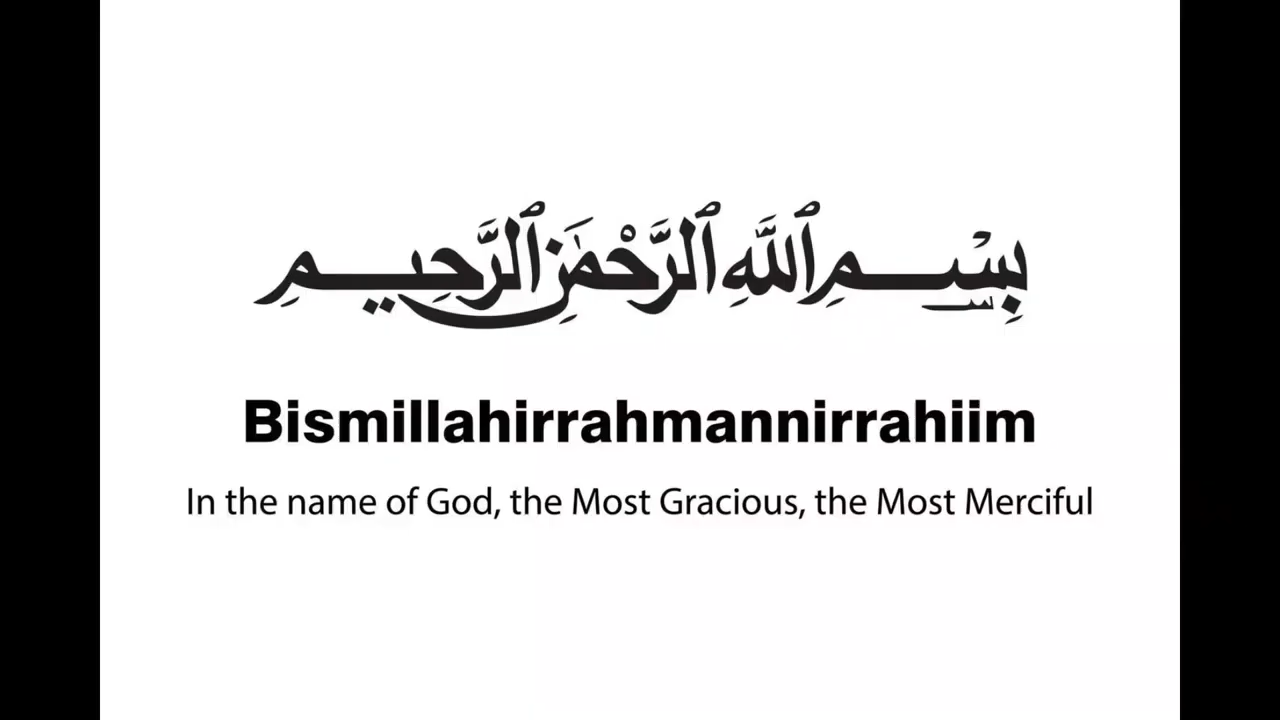 بِسْمِ ٱللَّهِ ٱلرَّحْمَٰنِ ٱلرَّحِيمِ
Bismillahirrahmannirrahiim
In the name of God, the Most Gracious, the Most Merciful